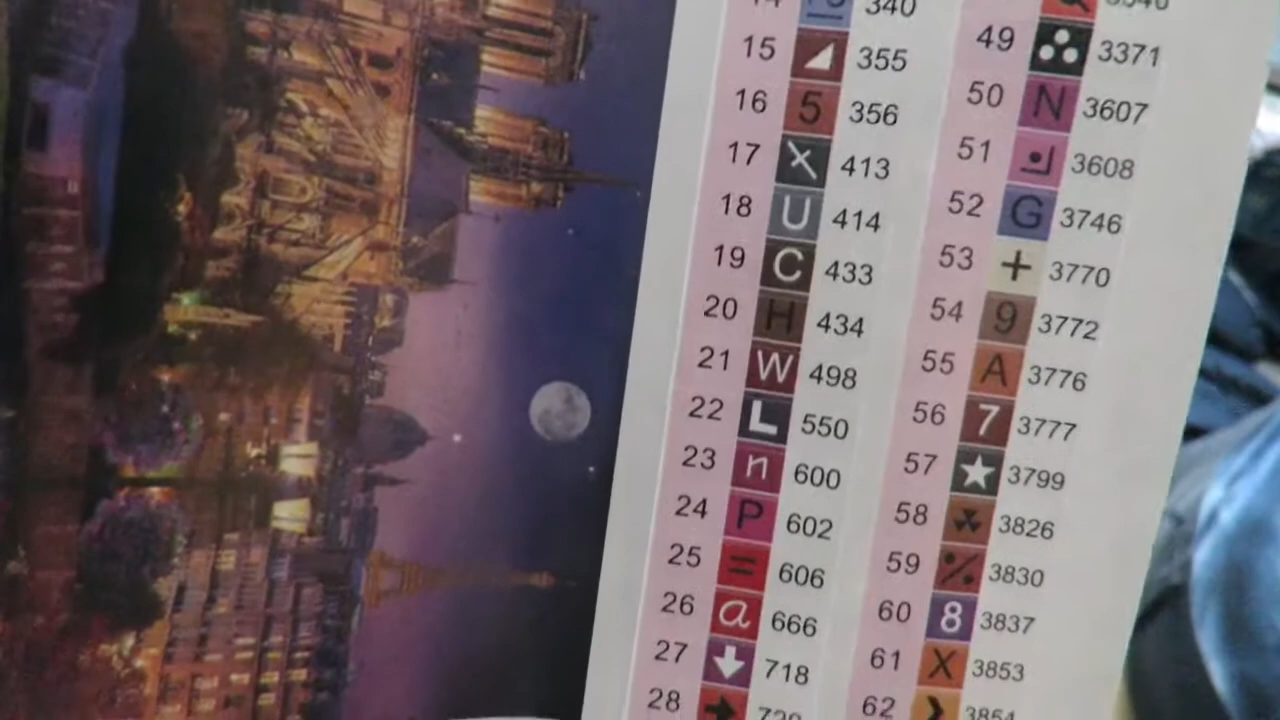 340
15 355
16 5 356
17 413
18 U 414
19 C 433
20 H 434
21 W 498
22 L 550
23 n 600
24 P 602
25 = 606
26 a 666
27 718
28
49 3371
50 N 3607
51 3608
52 G 3746
53 + 3770
54 9 3772
55 A 3776
56 7 3777
57 ★ 3799
58 3826
59 ⁒ 3830
60 8 3837
61 X 3853
62 3854